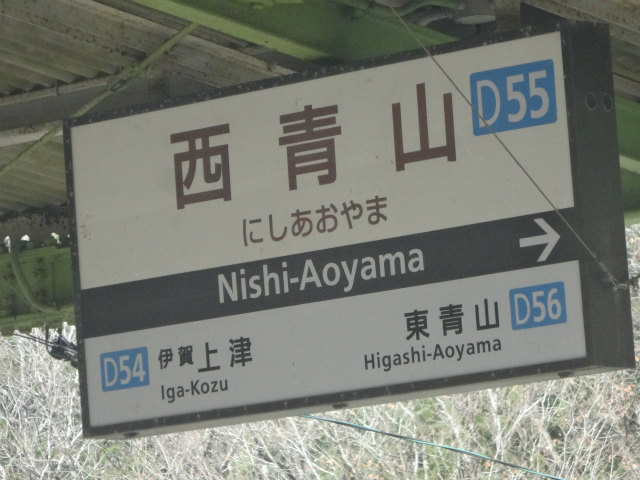 西青山 D55
にしあおやま
Nishi-Aoyama →
D54 伊賀上津
Iga-Kozu
東青山 D56
Higashi-Aoyama